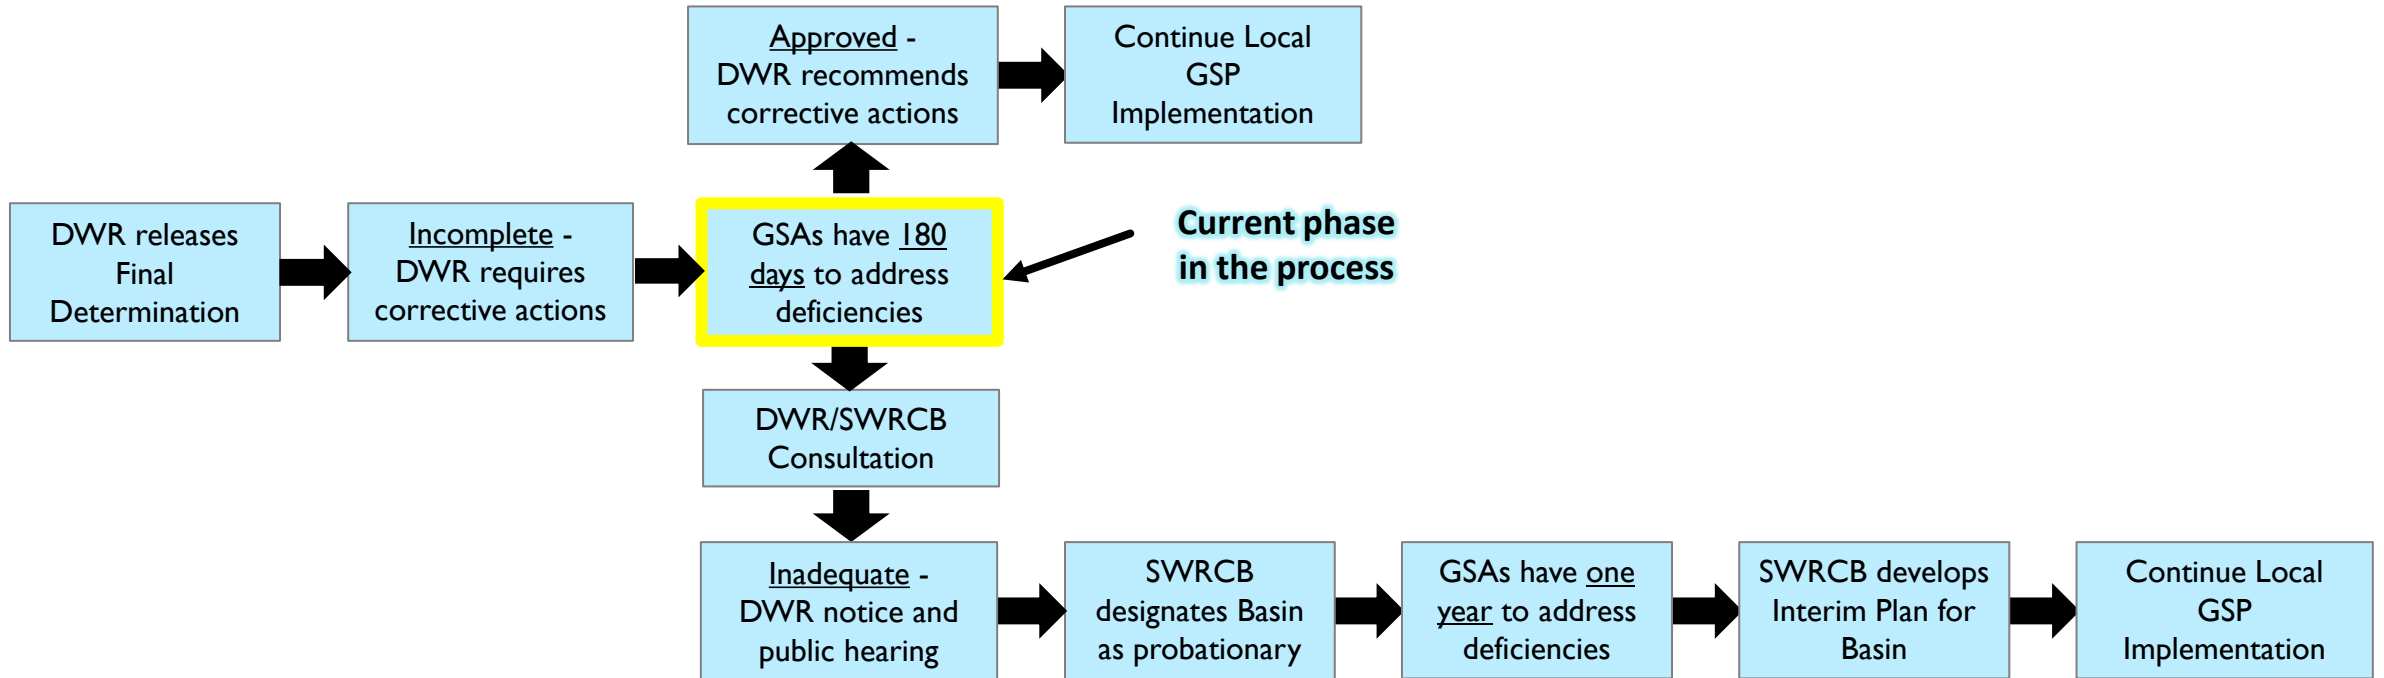 Approved -
DWR recommends
corrective actions
Continue Local
GSP
Implementation
DWR releases
Final
Determination
Incomplete -
DWR requires
corrective actions
GSAs have 180
days to address
deficiencies
Current phase
in the process
DWR/SWRCB
Consultation
Inadequate -
DWR notice and
public hearing
SWRCB
designates Basin
as probationary
GSAs have one
year to address
deficiencies
SWRCB develops
Interim Plan for
Basin
Continue Local
GSP
Implementation